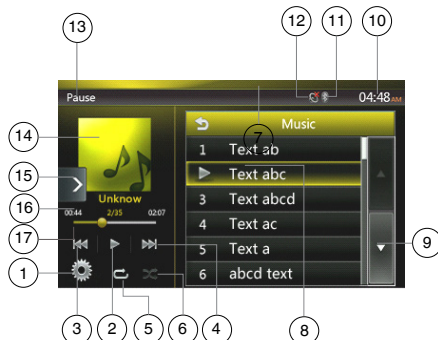 12 11 10
13
Pause 04:48 AM
14
Music
7
1 Text ab
Text abc
15
Unknow
3 Text abcd
16
00:44 2/35 02:07
4 Text ac
17
5 Text a
9
1
6 abcd text
3 2 5 6 4 8